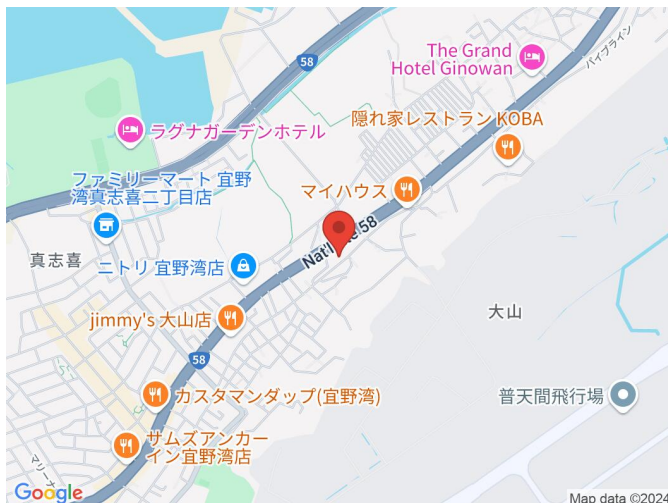 58
The Grand
Hotel Ginowan
パイプライン
隠れ家レストラン KOBA
ラグナガーデンホテル
ファミリーマート 宜野
湾真志喜二丁目店
マイハウス
真志喜
ニトリ 宜野湾店
大山
jimmy's 大山店
58
カスタマンダップ(宜野湾)
普天間飛行場
サムズアンカー
イン宜野湾店
Google
Map data ©2024